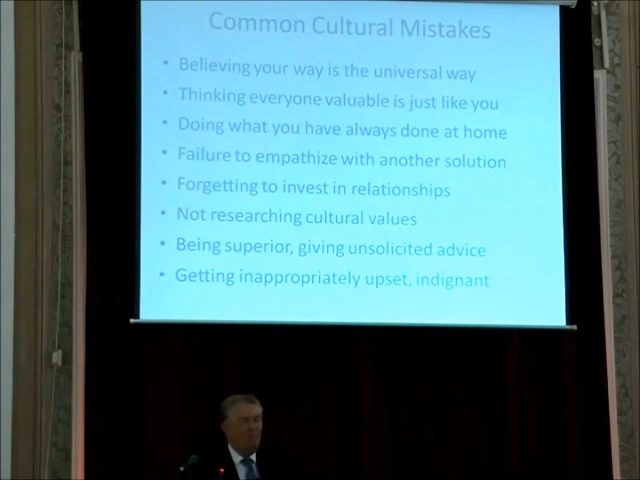 Common Cultural Mistakes
• Believing your way is the universal way
• Thinking everyone valuable is just like you
• Doing what you have always done at home
• Failure to empathize with another solution
• Forgetting to invest in relationships
• Not researching cultural values
• Being superior, giving unsolicited advice
• Getting inappropriately upset, indignant